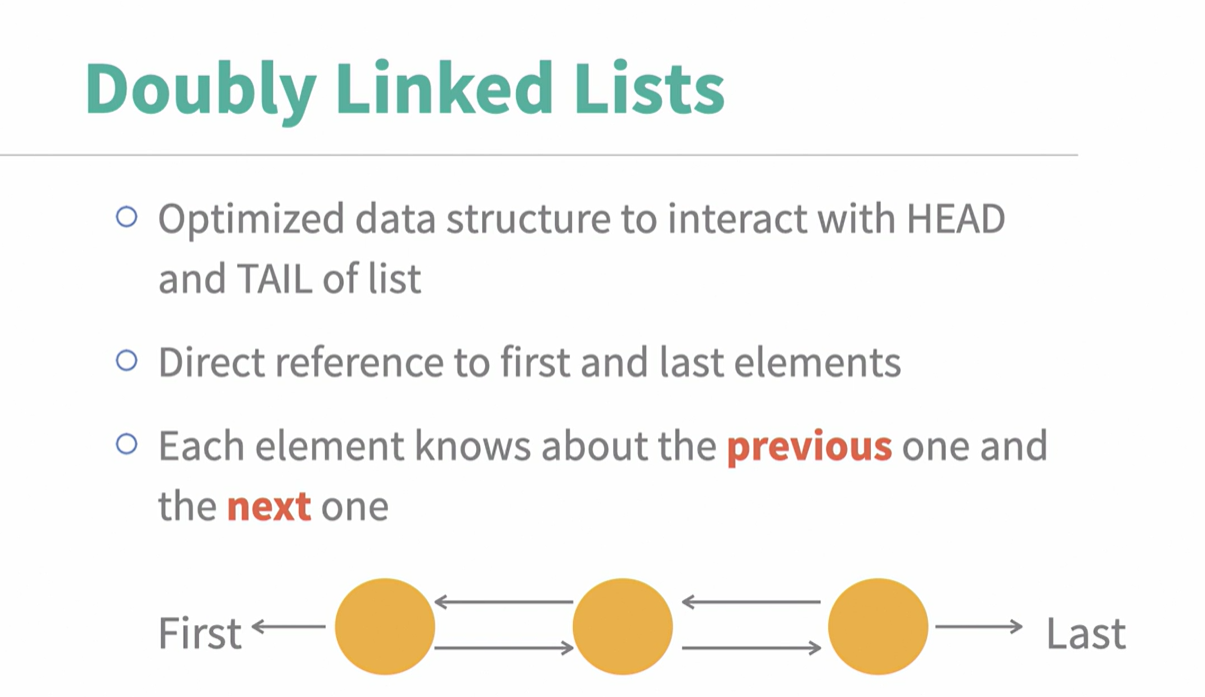 Doubly Linked Lists
Optimized data structure to interact with HEAD
and TAIL of list
Direct reference to first and last elements
Each element knows about the previous one and
the next one
First
Last